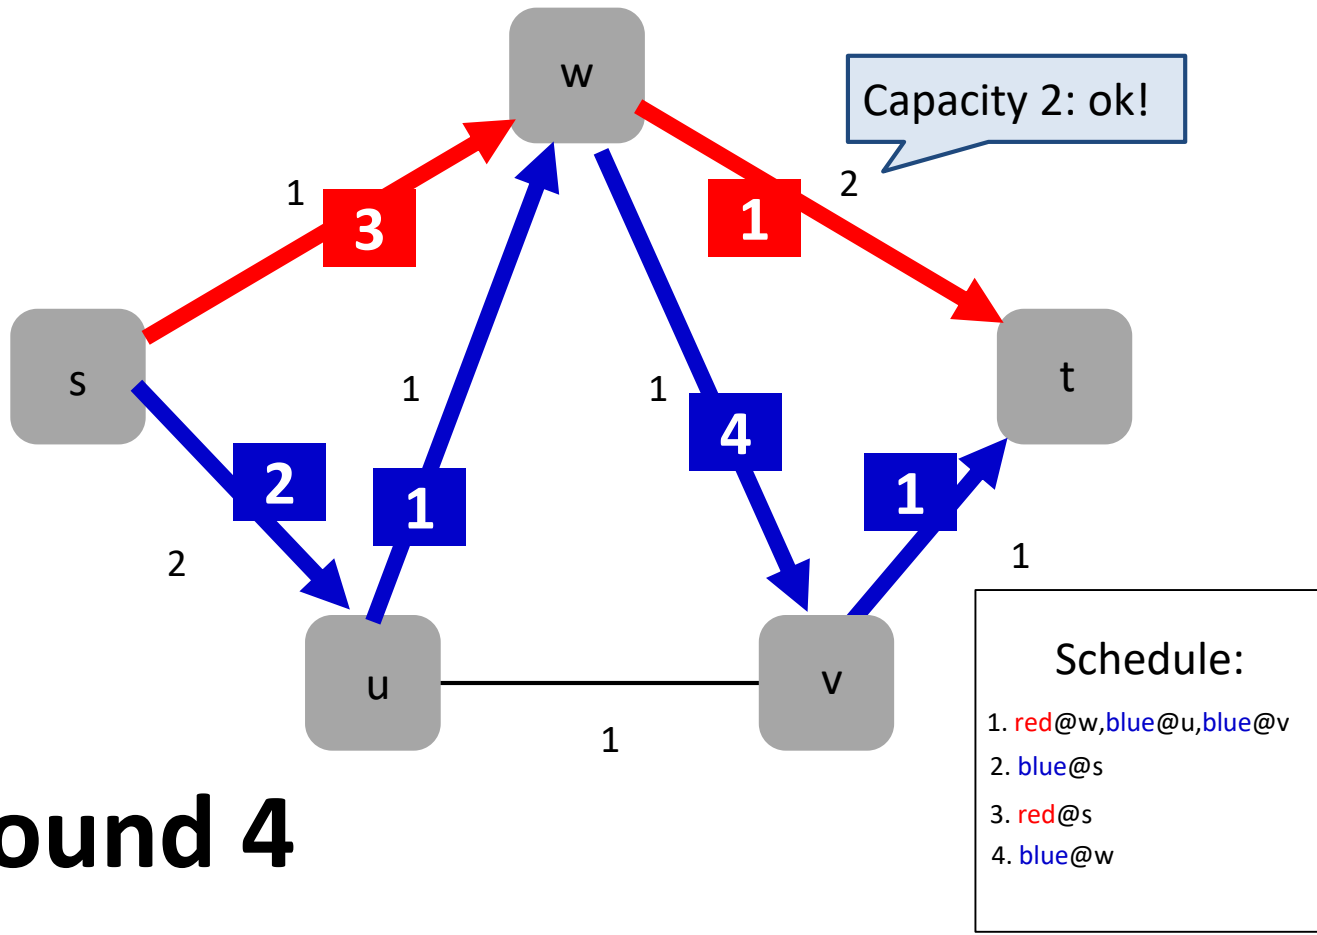 w
Capacity 2: ok!
1
3
1
2
s
t
1
1
2
1
4
1
2
1
u
v
1
Schedule:
1. red@w,blue@u,blue@v
2. blue@s
3. red@s
4. blue@w
ound 4